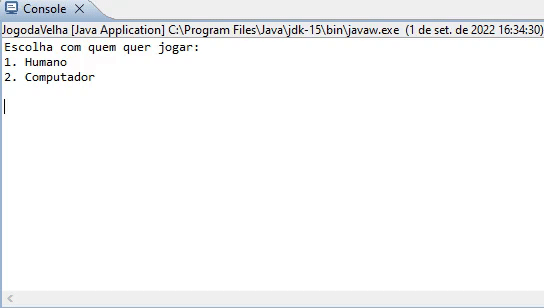 Console
JogodaVelha [Java Application] C:\Program Files\Java\jdk-15\bin\javaw.exe (1 de set. de 2022 16:34:30)
Escolha com quem quer jogar:
1. Humano
2. Computador